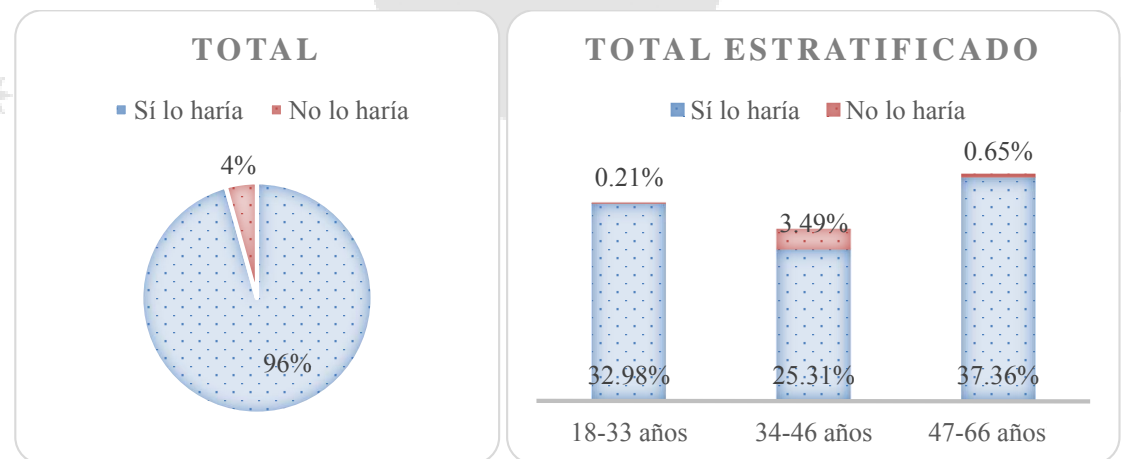 TOTAL
Sí lo haría No lo haría
4%
96%
TOTAL ESTRATIFICADO
Sí lo haría No lo haría
0.21% 3.49% 0.65%
32.98% 25.31% 37.36%
18-33 años 34-46 años 47-66 años